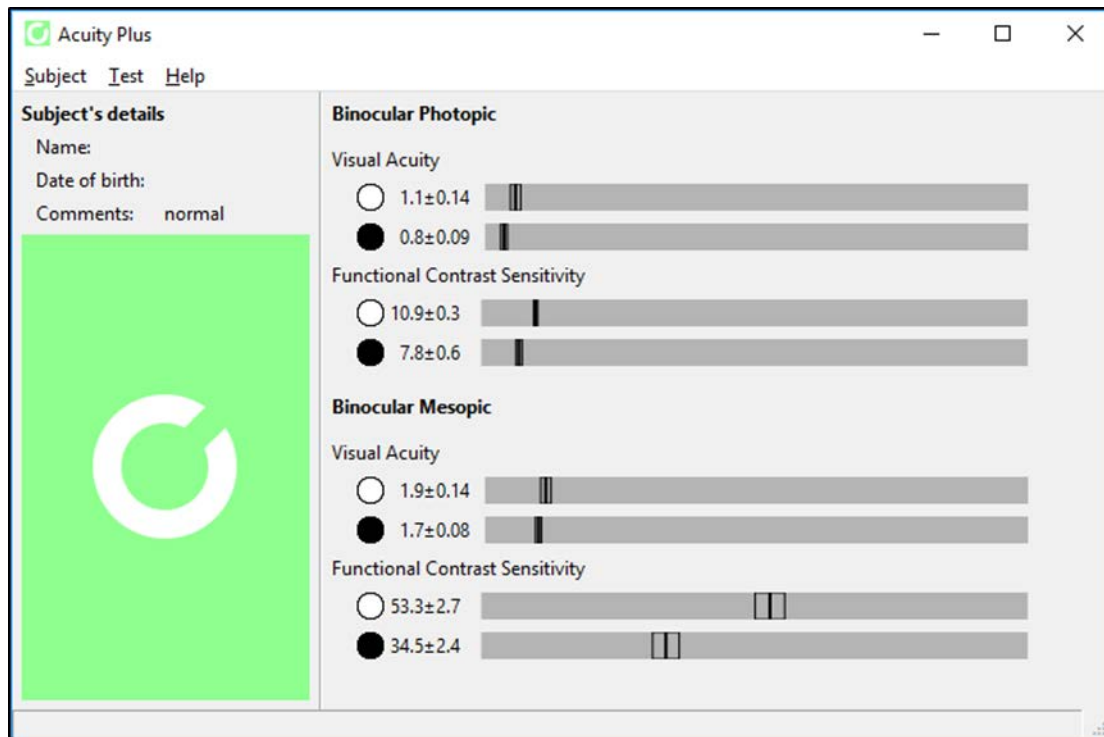 Acuity Plus
Subject Test Help
Subject's details
Name:
Date of birth:
Comments: normal
Binocular Photopic
Visual Acuity
1.1±0.14
0.8±0.09
Functional Contrast Sensitivity
10.9±0.3
7.8±0.6
Binocular Mesopic
Visual Acuity
1.9±0.14
1.7±0.08
Functional Contrast Sensitivity
53.3±2.7
34.5±2.4